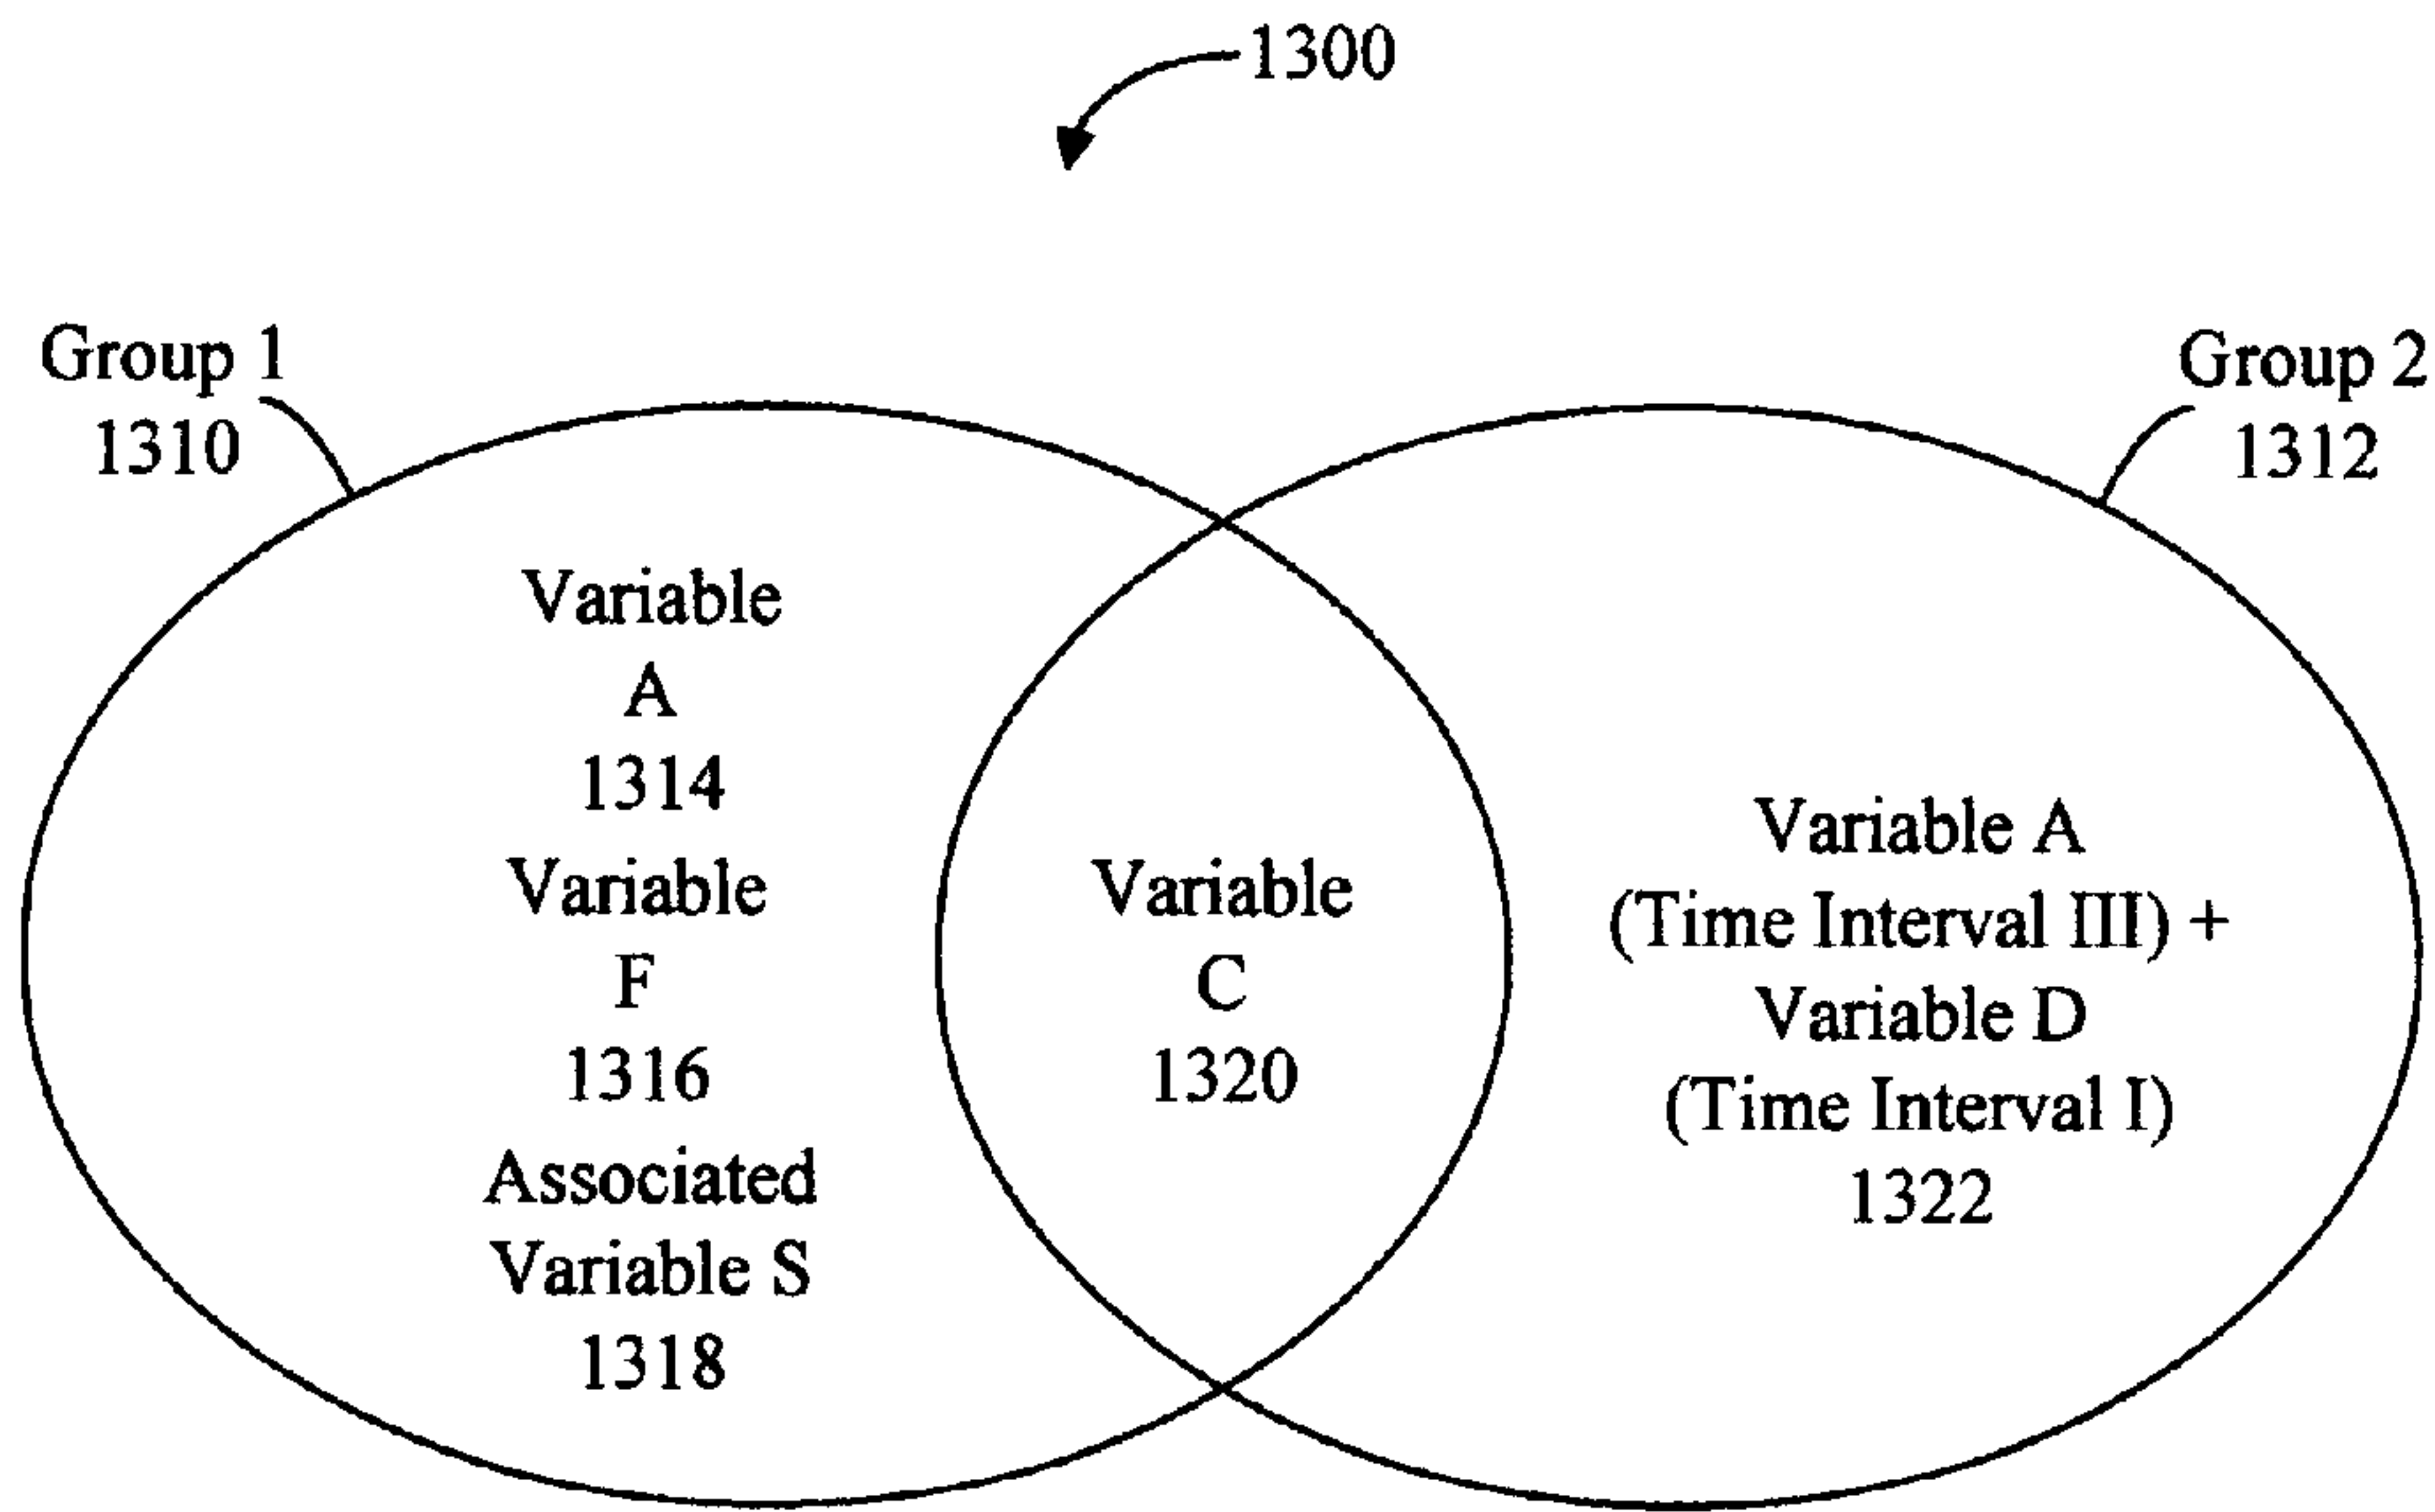 1300
Group 1
1310
Group 2
1312
Variable
A
1314
Variable
F
1316
Associated
Variable S
1318
Variable
C
1320
Variable A
(Time Interval III) +
Variable D
(Time Interval I)
1322